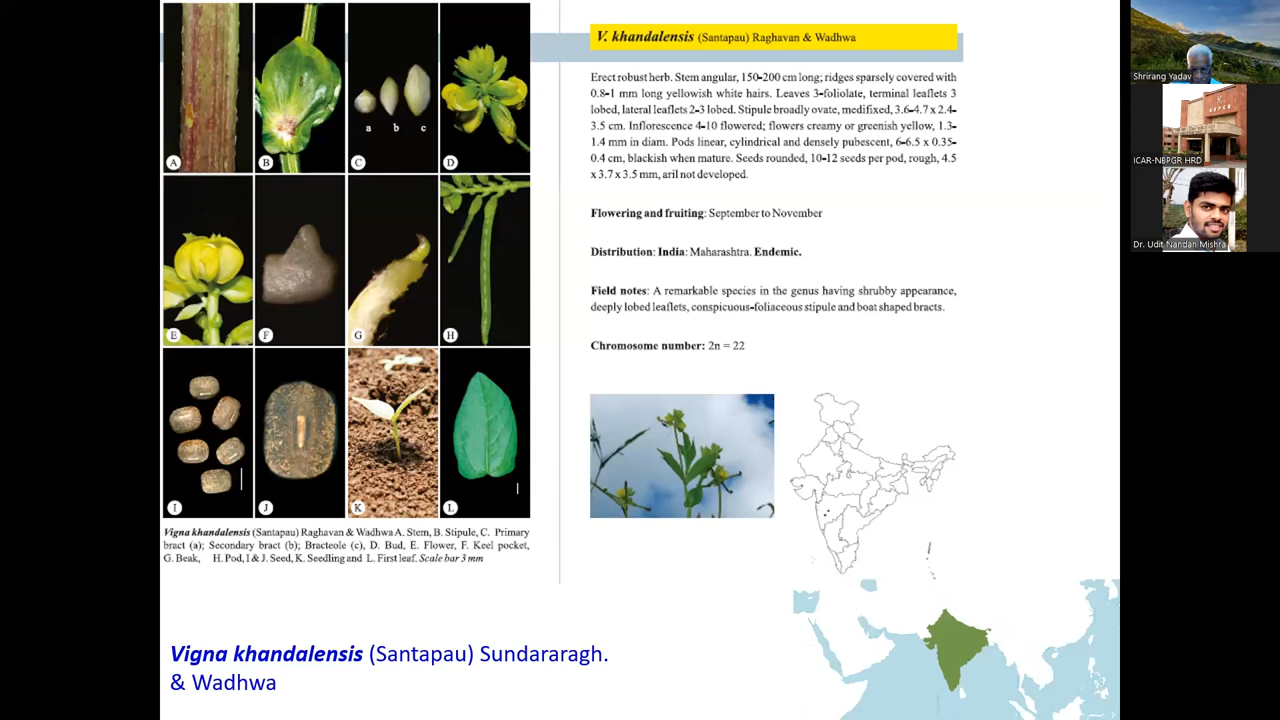 A
B
a
b
c
C
D
E
F
G
H
I
J
K
L
Vigna khandalensis (Santapau) Raghavan & Wadhwa A. Stem, B. Stipule, C. Primary
bract (a); Secondary bract (b); Bracteole (c), D. Bud, E. Flower, F. Keel pocket,
G. Beak, H. Pod, I & J. Seed, K. Seedling and L. First leaf. Scale bar 3 mm
V. khandalensis (Santapau) Raghavan & Wadhwa
Erect robust herb. Stem angular, 150-200 cm long; ridges sparsely covered with
0.8-1 mm long yellowish white hairs. Leaves 3-foliolate, terminal leaflets 3
lobed, lateral leaflets 2-3 lobed. Stipule broadly ovate, medifixed, 3.6-4.7 x 2.4-
3.5 cm. Inflorescence 4-10 flowered; flowers creamy or greenish yellow, 1.3-
1.4 mm in diam. Pods linear, cylindrical and densely pubescent, 6-6.5 x 0.35-
0.4 cm, blackish when mature. Seeds rounded, 10-12 seeds per pod, rough, 4.5
x 3.7 x 3.5 mm, aril not developed.
Flowering and fruiting: September to November
Distribution: India: Maharashtra. Endemic.
Field notes: A remarkable species in the genus having shrubby appearance,
deeply lobed leaflets, conspicuous-foliaceous stipule and boat shaped bracts.
Chromosome number: 2n = 22
Vigna khandalensis (Santapau) Sundararagh.
& Wadhwa
Shrirang Yadav
ICAR-NBPGR HRD
Dr. Udit Nandan Mishra